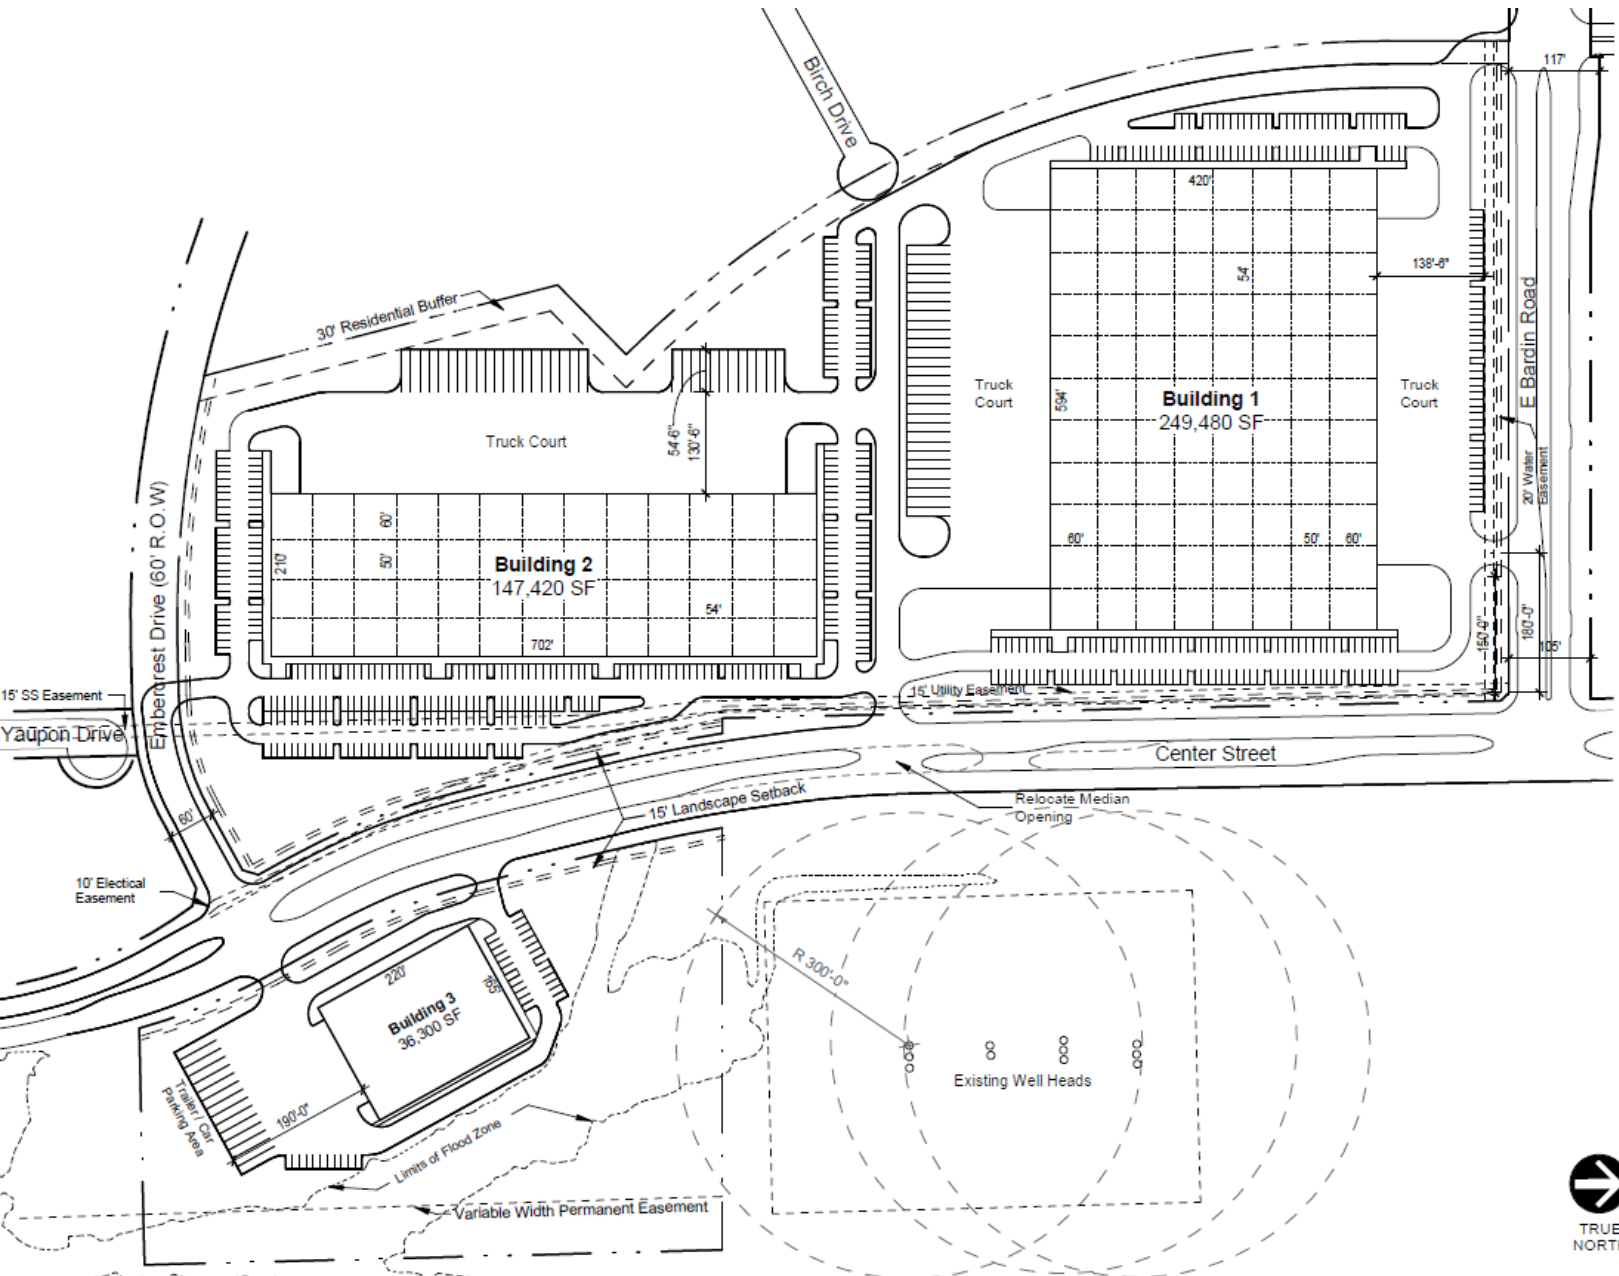 Birch Drive
117'
420'
138'-6"
54'
E Bardin Road
30' Residential Buffer
Truck
Court
594'
Building 1
249,480 SF
Truck
Court
54'-6"
130'-6"
Truck Court
20' Water
Easement
Embercrest Drive (60' R.O.W)
60'
50'
210'
Building 2
147,420 SF
54'
702'
60'
50'
60'
150'-0"
180'-0"
105'
15' SS Easement
15' Utility Easement
Yaupon Drive
Center Street
60'
15' Landscape Setback
Relocate Median
Opening
10' Electical
Easement
220'
165'
Building 3
36,300 SF
R 300'-0"
Trailer / Car
Parking Area
190'-0"
Existing Well Heads
Limits of Flood Zone
Variable Width Permanent Easement
TRUE
NORTH